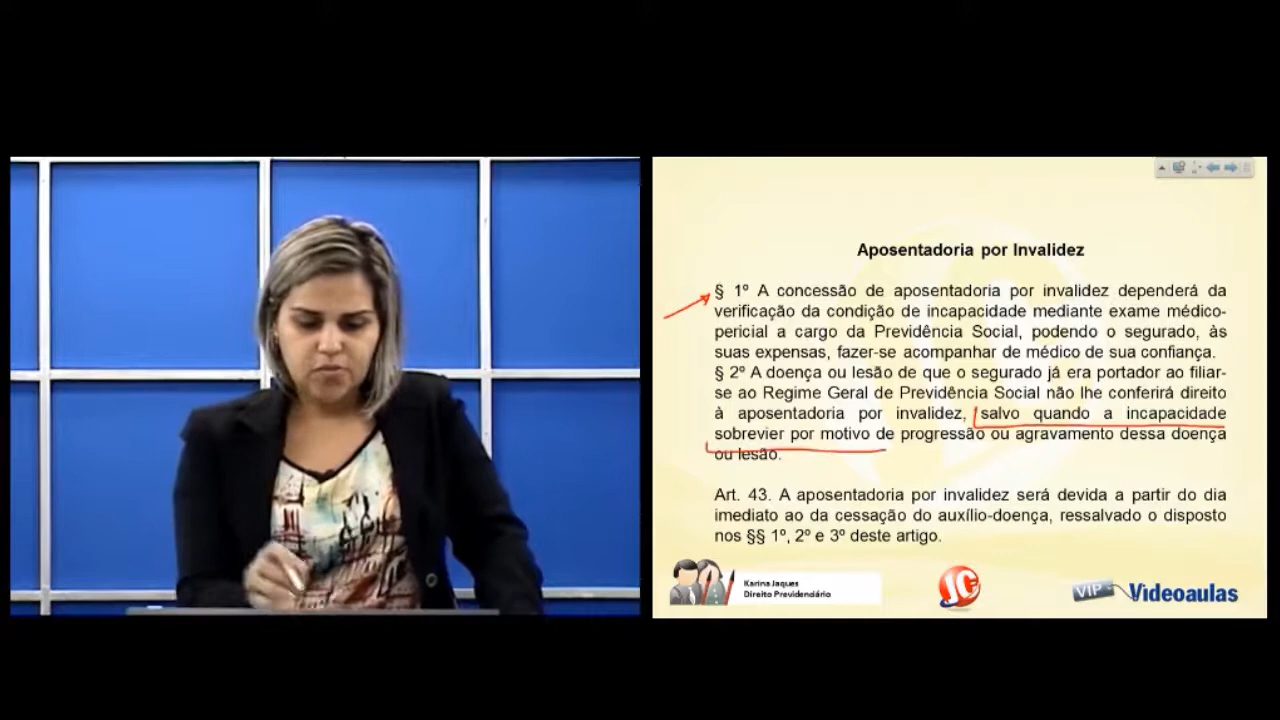 Aposentadoria por Invalidez
§ 1º A concessão de aposentadoria por invalidez dependerá da
verificação da condição de incapacidade mediante exame médico-
pericial a cargo da Previdência Social, podendo o segurado, às
suas expensas, fazer-se acompanhar de médico de sua confiança.
§ 2º A doença ou lesão de que o segurado já era portador ao filiar-
se ao Regime Geral de Previdência Social não lhe conferirá direito
à aposentadoria por invalidez, salvo quando a incapacidade
sobrevier por motivo de progressão ou agravamento dessa doença
ou lesão.
Art. 43. A aposentadoria por invalidez será devida a partir do dia
imediato ao da cessação do auxílio-doença, ressalvado o disposto
nos §§ 1º, 2º e 3º deste artigo.
Karina Jaques
Direito Previdenciário
JC
VIP Videoaulas